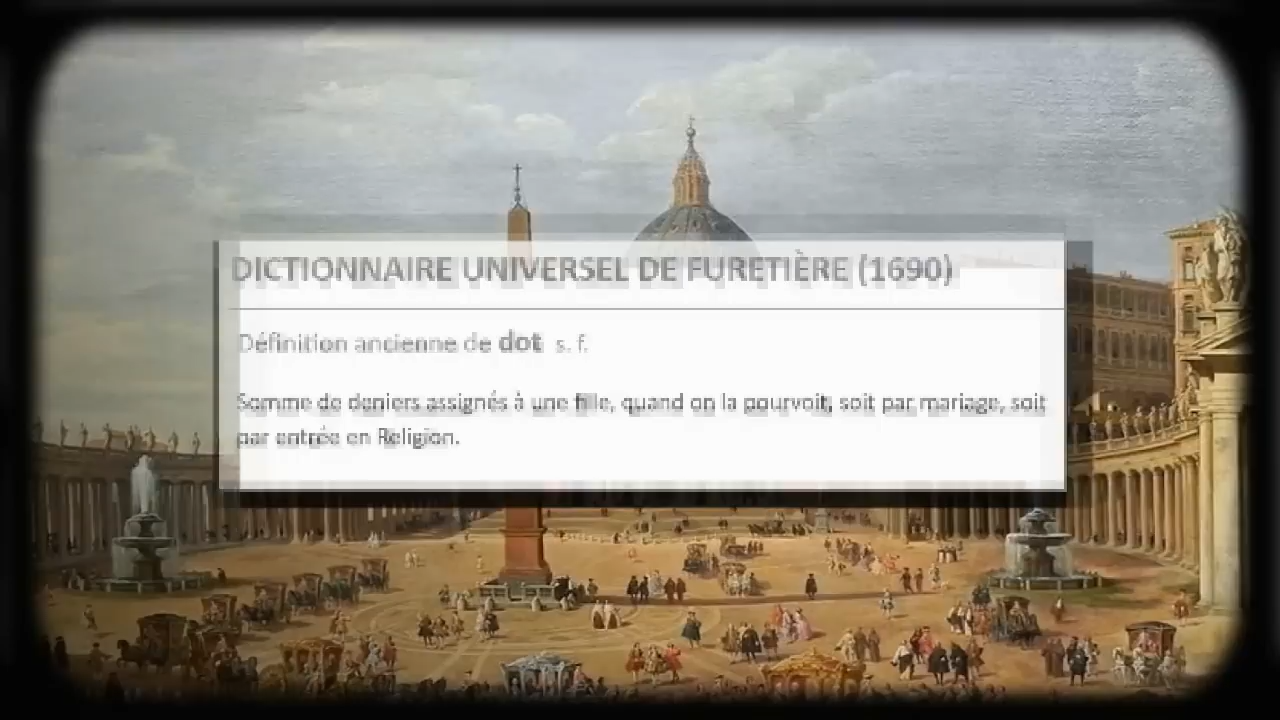 DICTIONNAIRE UNIVERSEL DE FURETIÈRE (1690)
Définition ancienne de dot s. f.
Somme de deniers assignés à une fille, quand on la pourvoit, soit par mariage, soit
par entrée en Religion.